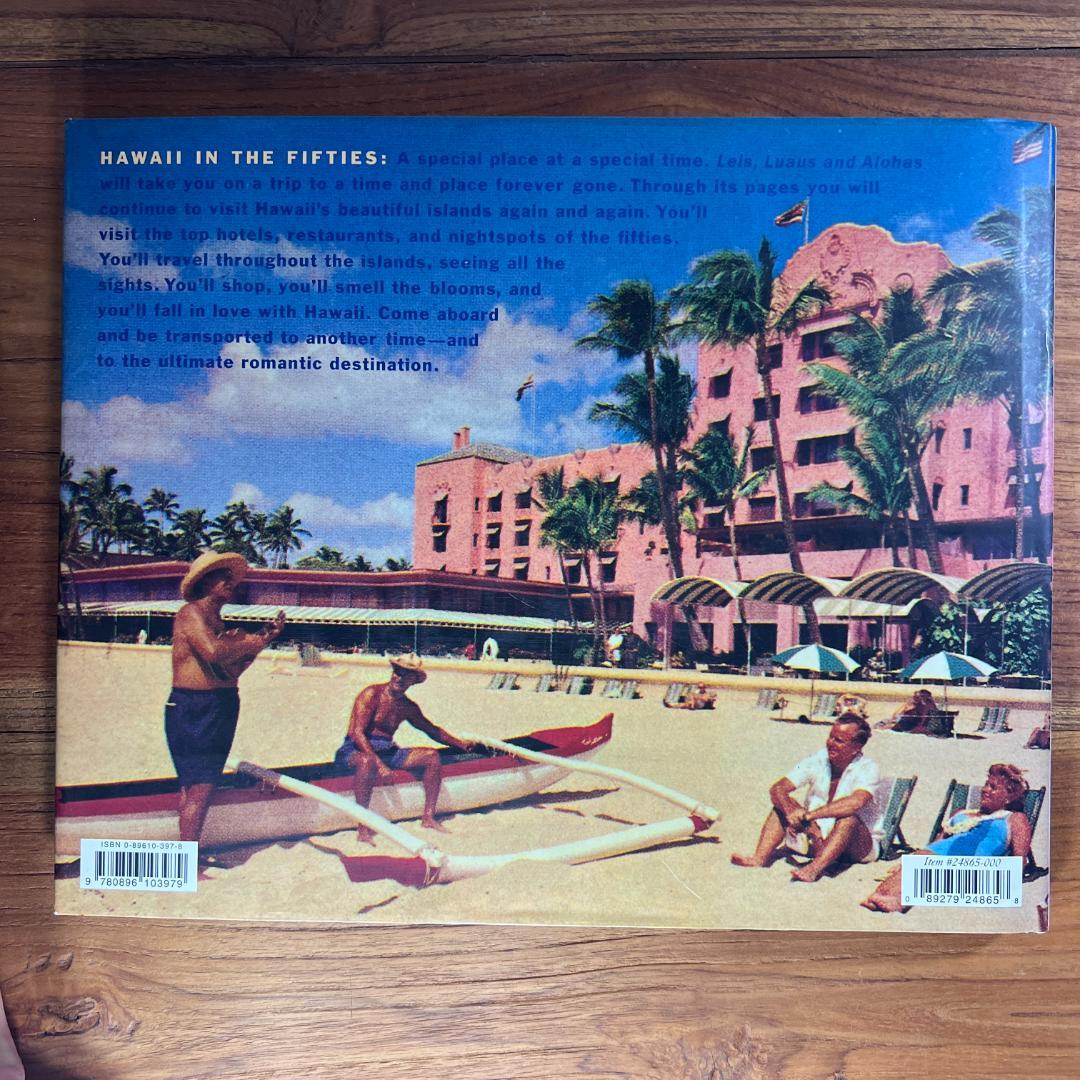 HAWAII IN THE FIFTIES: A special place at a special time. Leis, Luaus and Alohas
will take you on a trip to a time and place forever gone. Through its pages you will
continue to visit Hawaii's beautiful islands again and again. You'll
visit the top hotels, restaurants, and nightspots of the fifties.
You'll travel throughout the islands, seeing all the
sights. You'll shop, you'll smell the blooms, and
you'll fall in love with Hawaii. Come aboard
and be transported to another time—and
to the ultimate romantic destination.
ISBN 0-89610-397-8
9 780896 103979
Item #24865-000
0 89279 24865 8